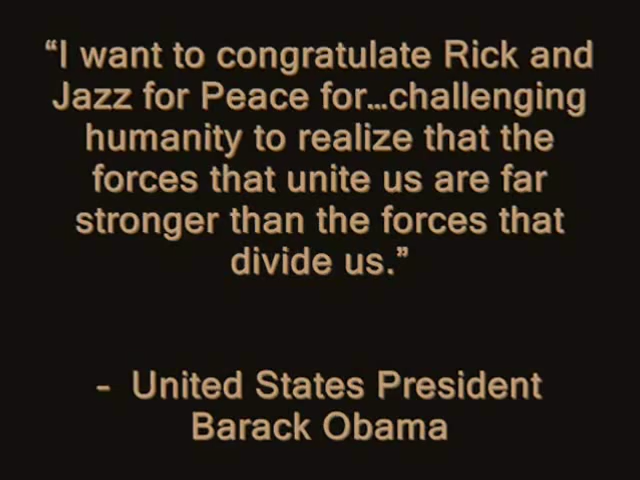 “I want to congratulate Rick and
Jazz for Peace for...challenging
humanity to realize that the
forces that unite us are far
stronger than the forces that
divide us.”
- United States President
Barack Obama